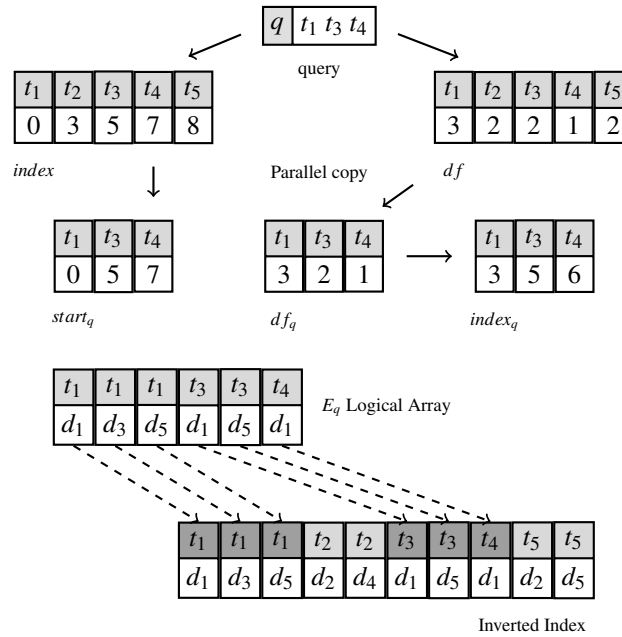 q t₁ t₃ t₄
query
t₁ t₂ t₃ t₄ t₅
0 3 5 7 8
index
t₁ t₂ t₃ t₄ t₅
3 2 2 1 2
df
Parallel copy
t₁ t₃ t₄
0 5 7
start_q
t₁ t₃ t₄
3 2 1
df_q
t₁ t₃ t₄
3 5 6
index_q
t₁ t₁ t₁ t₃ t₃ t₄
d₁ d₃ d₅ d₁ d₅ d₁
E_q Logical Array
t₁ t₁ t₁ t₂ t₂ t₃ t₃ t₄ t₅ t₅
d₁ d₃ d₅ d₂ d₄ d₁ d₅ d₁ d₂ d₅
Inverted Index